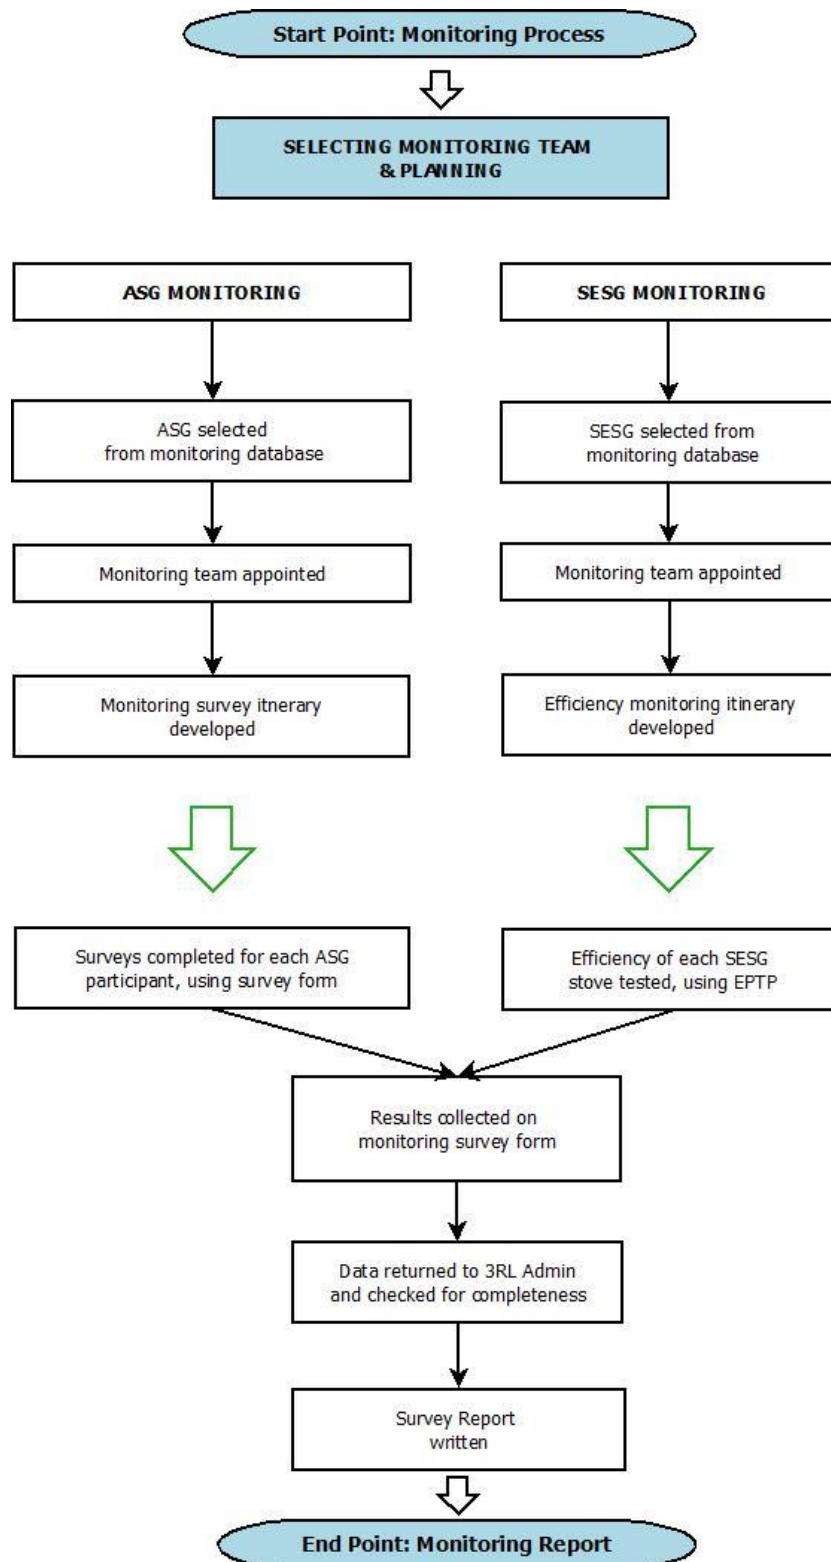 Start Point: Monitoring Process
SELECTING MONITORING TEAM
& PLANNING
ASG MONITORING
SESG MONITORING
ASG selected
from monitoring database
SESG selected from
monitoring database
Monitoring team appointed
Monitoring team appointed
Monitoring survey itnerary
developed
Efficiency monitoring itinerary
developed
Surveys completed for each ASG
participant, using survey form
Efficiency of each SESG
stove tested, using EPTP
Results collected on
monitoring survey form
Data returned to 3RL Admin
and checked for completeness
Survey Report
written
End Point: Monitoring Report